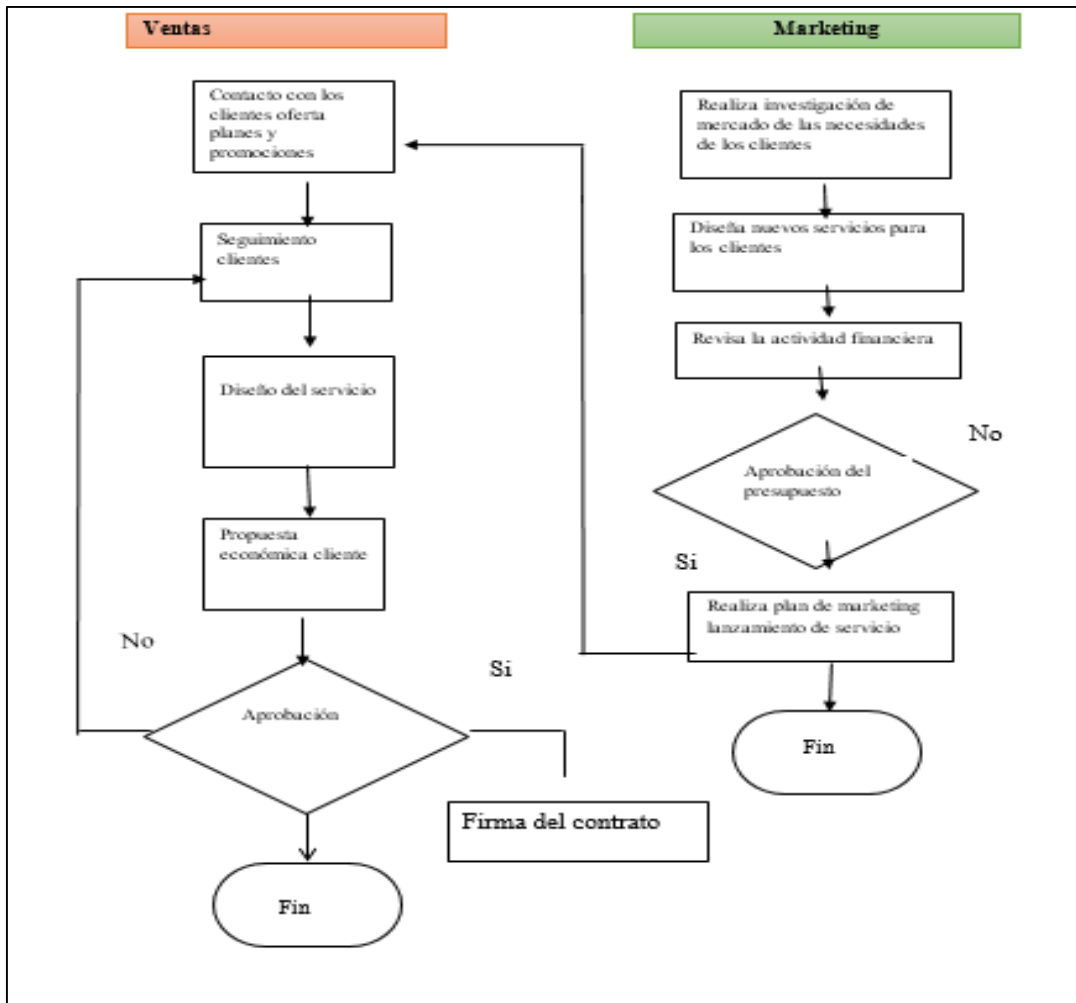 Ventas
Contacto con los
clientes oferta
planes y
promociones
Seguimiento
clientes
Diseño del servicio
Propuesta
económica cliente
No
Si
Aprobación
Firma del contrato
Fin
Marketing
Realiza investigación de
mercado de las necesidades
de los clientes
Diseña nuevos servicios para
los clientes
Revisa la actividad financiera
No
Aprobación del
presupuesto
Si
Realiza plan de marketing
lanzamiento de servicio
Fin